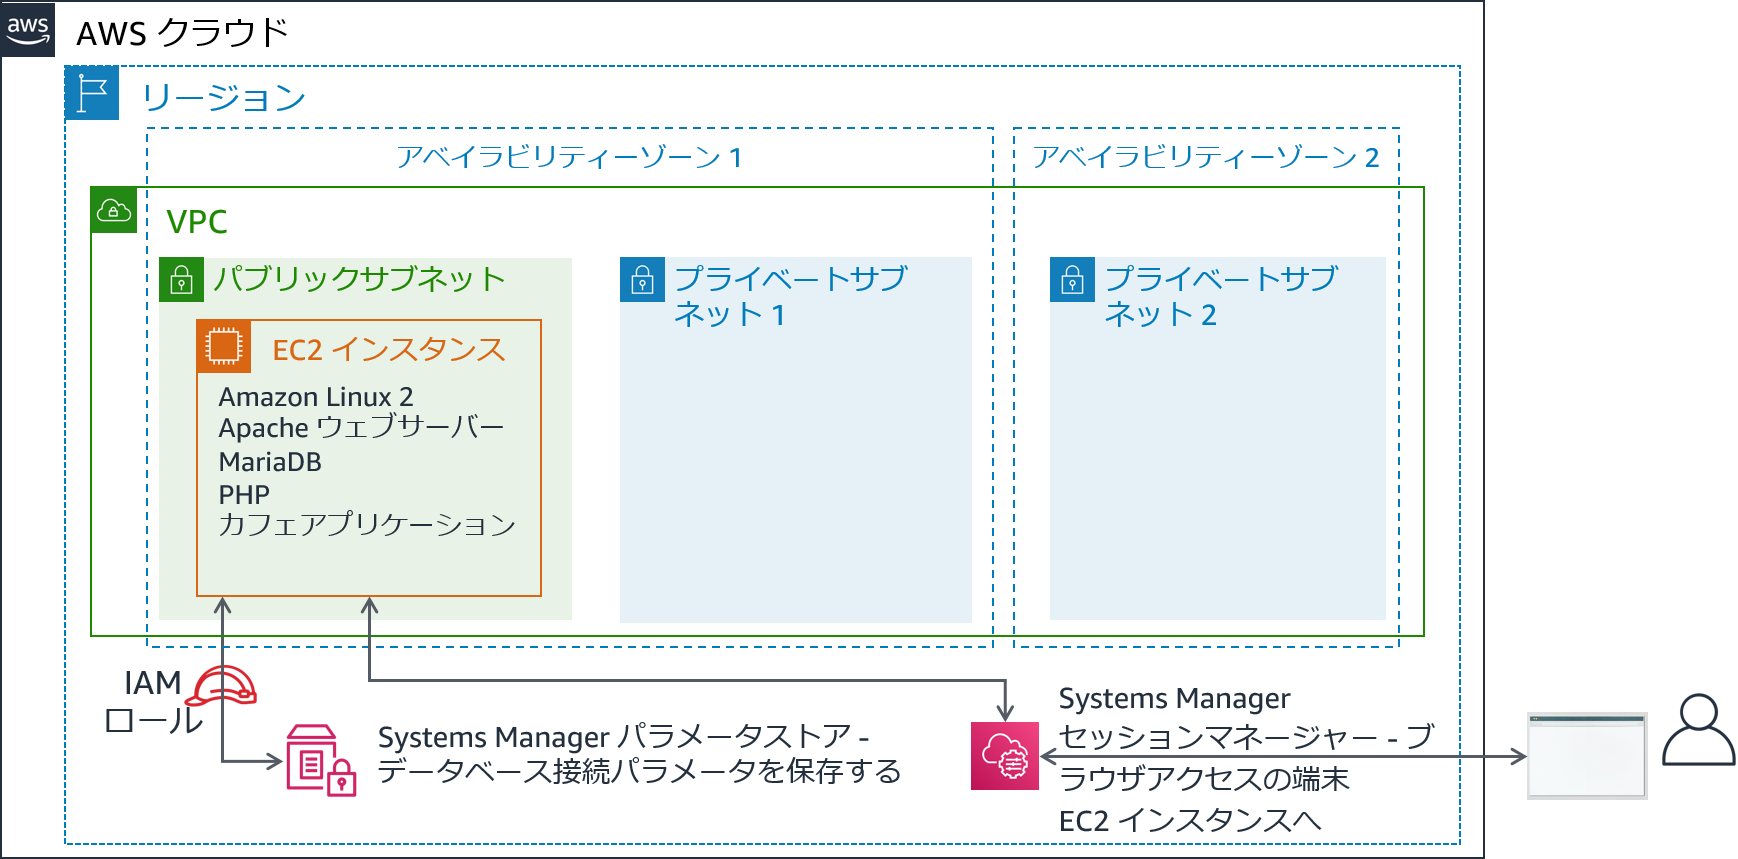 aws
AWS クラウド
リージョン
アベイラビリティーゾーン 1
アベイラビリティーゾーン 2
VPC
パブリックサブネット
プライベートサブ
ネット 1
プライベートサブ
ネット 2
EC2 インスタンス
Amazon Linux 2
Apache ウェブサーバー
MariaDB
PHP
カフェアプリケーション
IAM
ロール
Systems Manager パラメータストア -
データベース接続パラメータを保存する
Systems Manager
セッションマネージャー - ブ
ラウザアクセスの端末
EC2 インスタンスへ